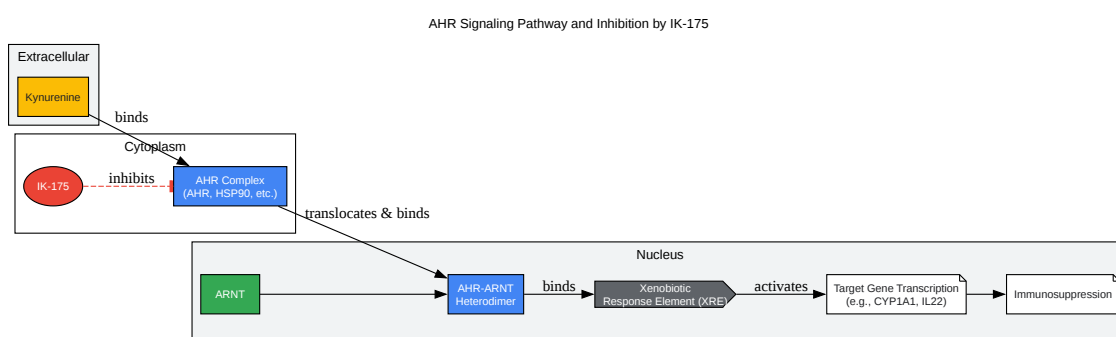 AHR Signaling Pathway and Inhibition by IK-175
Extracellular
Kynurenine
binds
Cytoplasm
IK-175
inhibits
AHR Complex
(AHR, HSP90, etc.)
translocates & binds
Nucleus
ARNT
AHR-ARNT
Heterodimer
binds
Xenobiotic
Response Element (XRE)
activates
Target Gene Transcription
(e.g., CYP1A1, IL22)
Immunosuppression